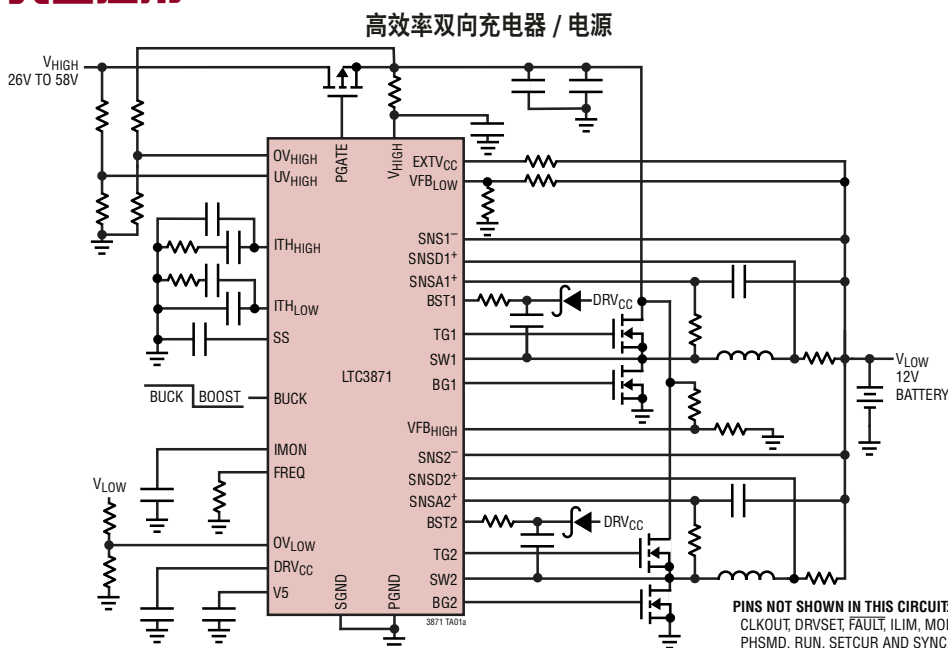 高效率双向充电器 / 电源
VHIGH
26V TO 58V
OVHIGH
UVHIGH
PGATE
VHIGH
EXTVCC
VFBLOW
ITHHIGH
SNS1–
SNSD1+
SNSA1+
ITHLOW
BST1
DRVCC
SS
TG1
SW1
LTC3871
VLOW
12V
BATTERY
BUCK BOOST
BUCK
BG1
VFBHIGH
IMON
SNS2–
FREQ
SNSD2+
VLOW
SNSA2+
BST2
DRVCC
OVLOW
TG2
DRVCC
SW2
V5
SGND
PGND
BG2
3871 TA01a
PINS NOT SHOWN IN THIS CIRCUIT:
CLKOUT, DRVSET, FAULT, ILIM,
PHSMD, RUN, SETCUR AND SYNC